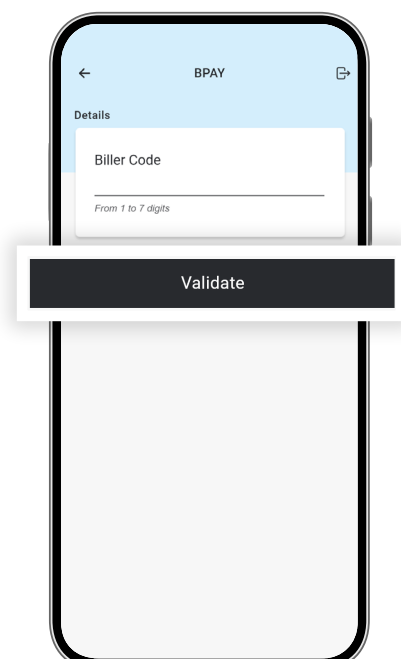 BPAY
Details
Biller Code
From 1 to 7 digits
Validate